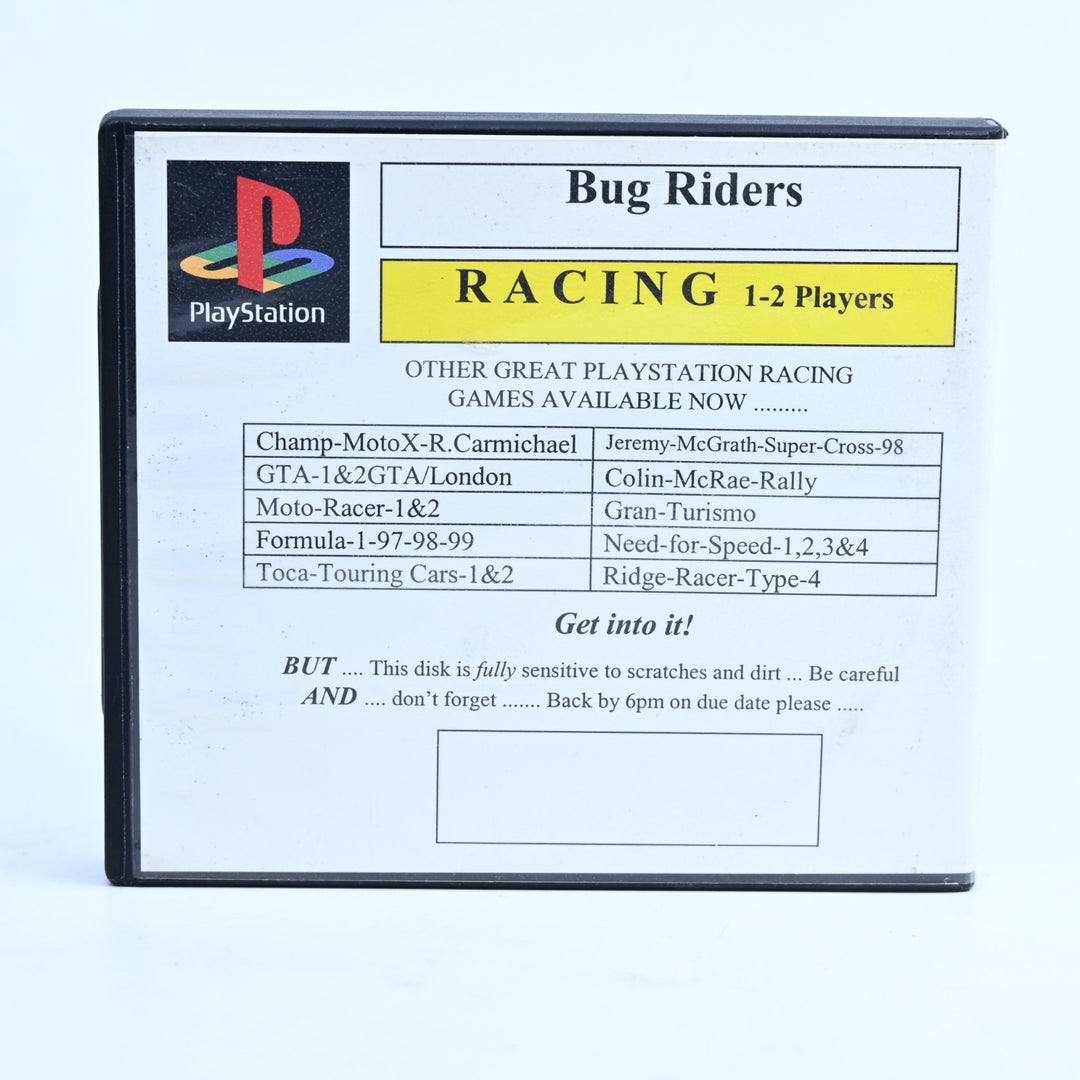 PlayStation
Bug Riders
RACING 1-2 Players
OTHER GREAT PLAYSTATION RACING
GAMES AVAILABLE NOW .........
Champ-MotoX-R.Carmichael Jeremy-McGrath-Super-Cross-98
GTA-1&2GTA/London Colin-McRae-Rally
Moto-Racer-1&2 Gran-Turismo
Formula-1-97-98-99 Need-for-Speed-1,2,3&4
Toca-Touring Cars-1&2 Ridge-Racer-Type-4
Get into it!
BUT .... This disk is fully sensitive to scratches and dirt ... Be careful
AND .... don't forget ....... Back by 6pm on due date please .....